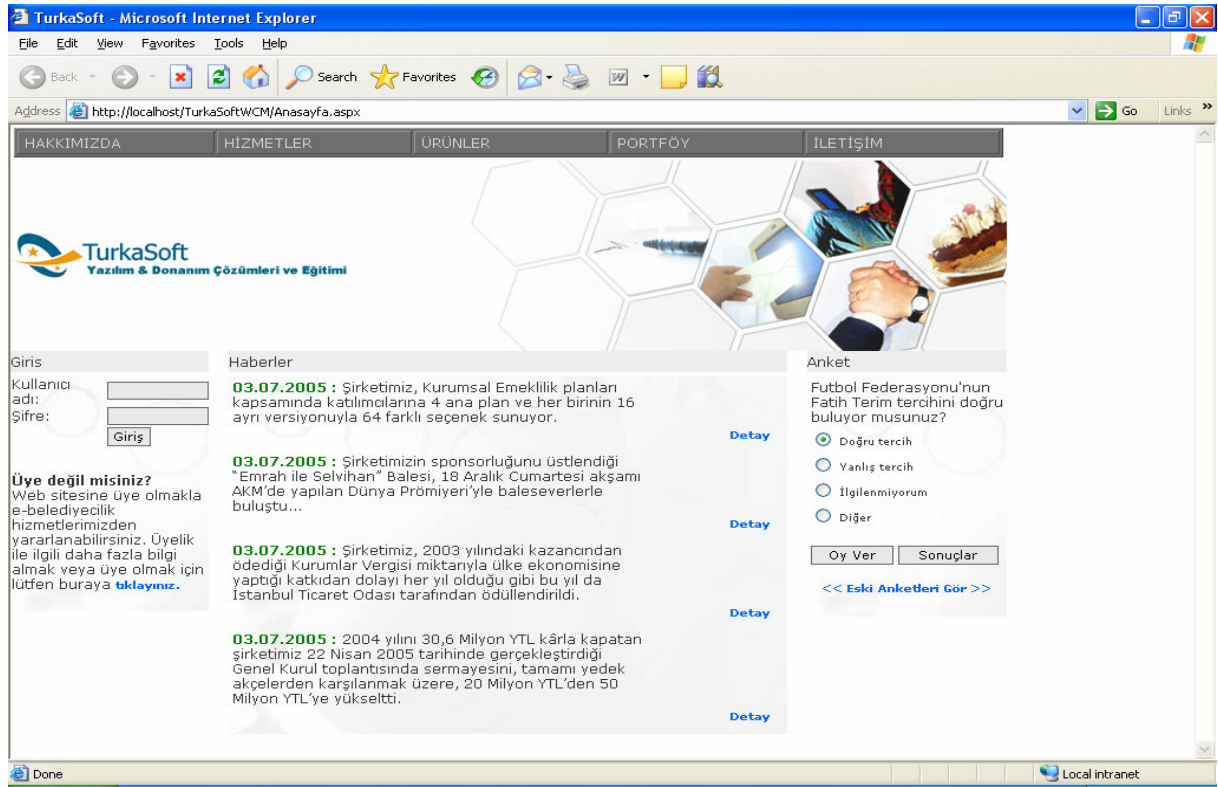 TurkaSoft - Microsoft Internet Explorer
File Edit View Favorites Tools Help
Back Search Favorites
Address http://localhost/TurkaSoftWCM/Anasayfa.aspx Go Links »
HAKKIMIZDA HİZMETLER ÜRÜNLER PORTFÖY İLETİŞİM
TurkaSoft
Yazılım & Donanım Çözümleri ve Eğitimi
Giris
Kullanıcı
adı:
Şifre:
Giriş
Üye değil misiniz?
Web sitesine üye olmakla
e-belediyecilik
hizmetlerimizden
yararlanabilirsiniz. Üyelik
ile ilgili daha fazla bilgi
almak veya üye olmak için
lütfen buraya tıklayınız.
Haberler
03.07.2005 : Şirketimiz, Kurumsal Emeklilik planları
kapsamında katılımcılarına 4 ana plan ve her birinin 16
ayrı versiyonuyla 64 farklı seçenek sunuyor.
Detay
03.07.2005 : Şirketimizin sponsorluğunu üstlendiği
“Emrah ile Selvihan” Balesi, 18 Aralık Cumartesi akşamı
AKM’de yapılan Dünya Prömiyeri’yle baleseverlerle
buluştu...
Detay
03.07.2005 : Şirketimiz, 2003 yılındaki kazancından
ödediği Kurumlar Vergisi miktarıyla ülke ekonomisine
yaptığı katkıdan dolayı her yıl olduğu gibi bu yıl da
İstanbul Ticaret Odası tarafından ödüllendirildi.
Detay
03.07.2005 : 2004 yılını 30,6 Milyon YTL kârla kapatan
şirketimiz 22 Nisan 2005 tarihinde gerçekleştirdiği
Genel Kurul toplantısında sermayesini, tamamı yedek
akçelerden karşılanmak üzere, 20 Milyon YTL’den 50
Milyon YTL’ye yükseltti.
Detay
Anket
Futbol Federasyonu'nun
Fatih Terim tercihini doğru
buluyor musunuz?
Doğru tercih
Yanlış tercih
İlgilenmiyorum
Diğer
Oy Ver Sonuçlar
<< Eski Anketleri Gör >>
Done Local intranet